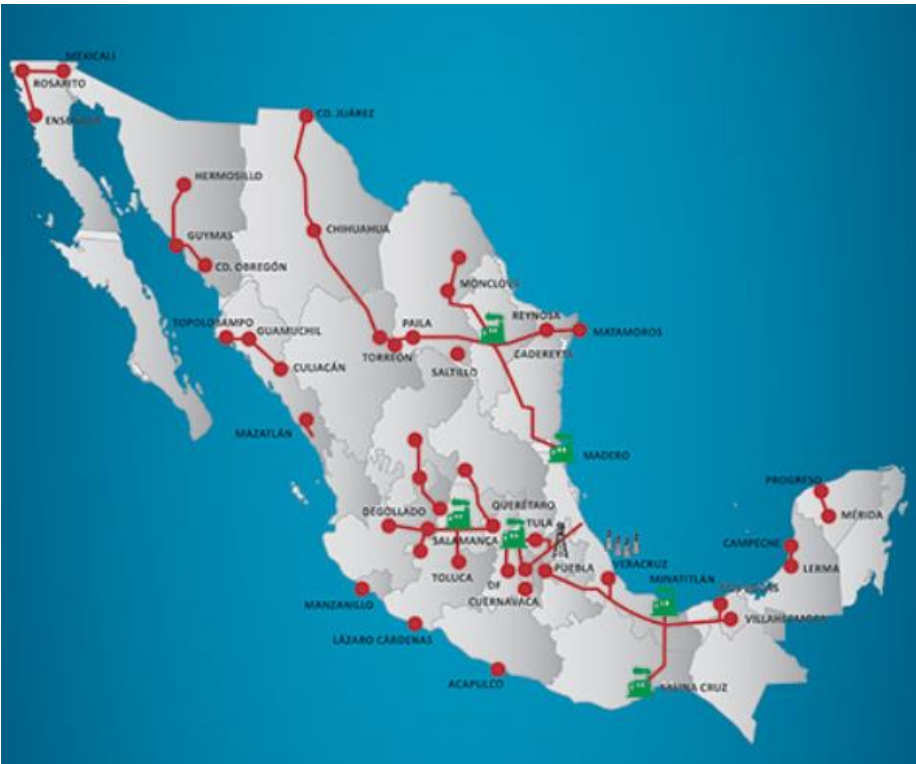 MEXICALI
ROSARITO
ENSENADA
CD. JUÁREZ
HERMOSILLO
CHIHUAHUA
GUYMAS
CD. OBREGÓN
MONCLOVA
TOPOLOBAMPO
GUAMUCHIL
PAILA
REYNOSA
MATAMOROS
TORREÓN
CADEREYTA
CULIACÁN
SALTILLO
MAZATLÁN
MADERO
PROGRESO
DEGOLLADO
QUERÉTARO
MÉRIDA
TULA
SALAMANCA
CAMPECHE
PUEBLA
VERACRUZ
LERMA
TOLUCA
DF
MINATITLÁN
CUERNAVACA
MANZANILLO
VILLAHERMOSA
LÁZARO CÁRDENAS
ACAPULCO
SALINA CRUZ